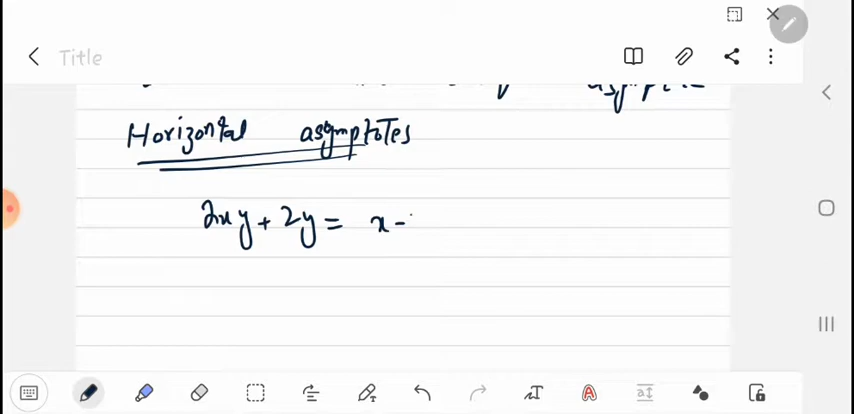 Title
Horizontal asymptotes
2xy + 2y = x -